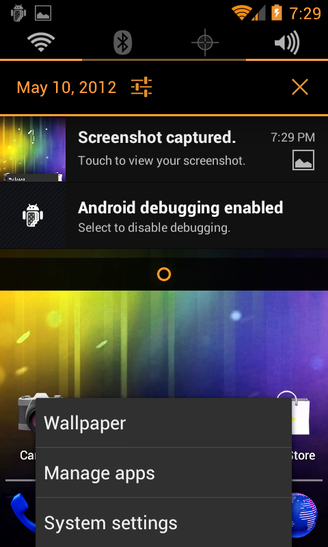 7:29
May 10, 2012
Screenshot captured.
7:29 PM
Touch to view your screenshot.
Android debugging enabled
Select to disable debugging.
Wallpaper
Manage apps
Ca
Store
System settings